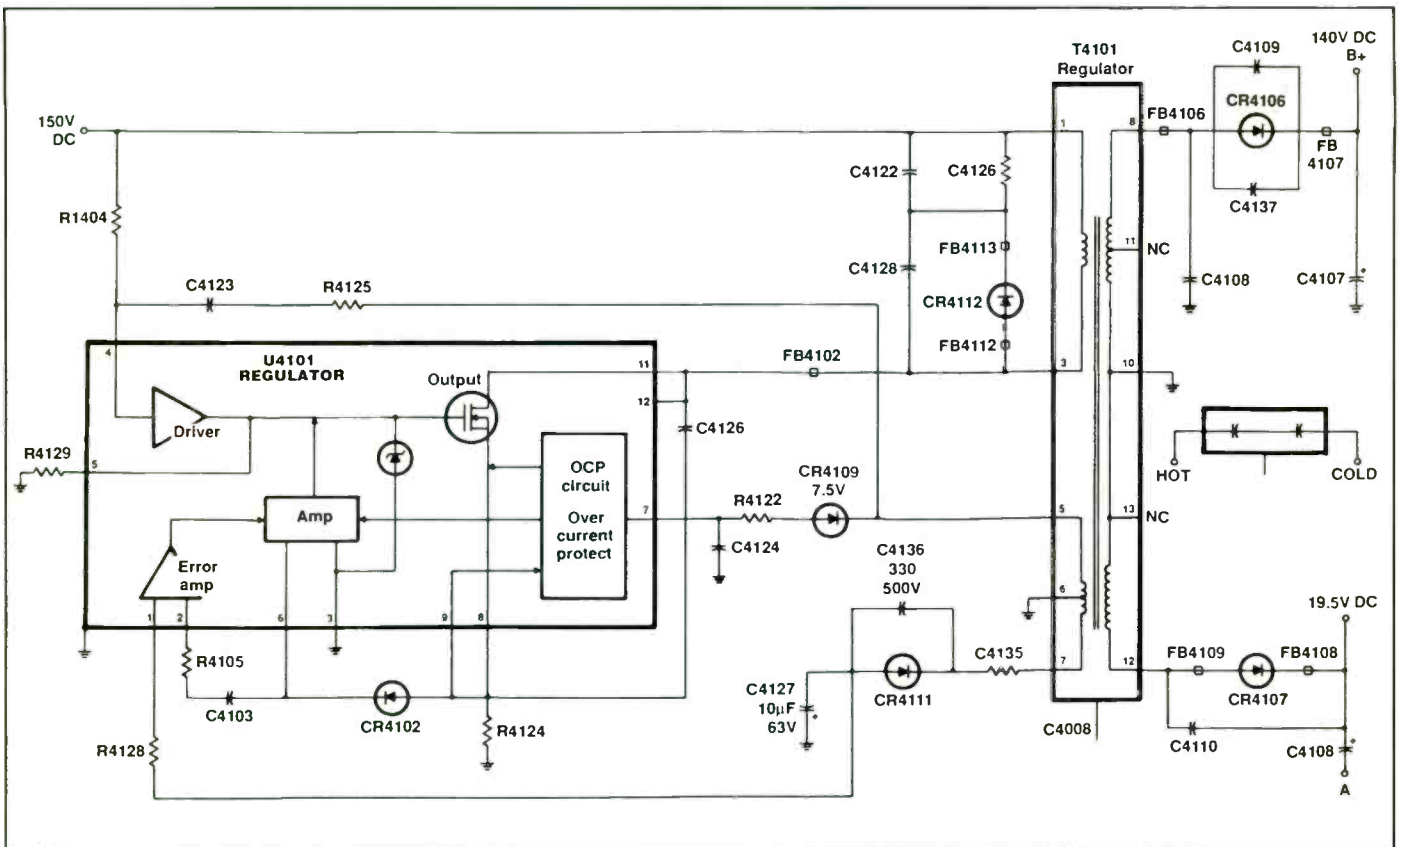 T4101
Regulator
C4109
140V DC
B+
CR4106
FB4106
FB
4107
C4137
150V
DC
1
8
C4122
C4126
R1404
11
NC
FB4113
C4128
C4108
C4107
C4123
R4125
CR4112
FB4112
4
U4101
REGULATOR
11
FB4102
3
10
Output
12
Driver
C4126
R4129
5
OCP
circuit
HOT
COLD
CR4109
7.5V
Amp
Over
current
protect
7
R4122
5
13
NC
C4124
C4136
330
500V
Error
amp
6
19.5V DC
1
2
6
3
9
8
R4105
C4135
7
12
FB4109
FB4108
C4127
10µF
63V
CR4111
CR4107
C4103
CR4102
R4124
C4008
C4110
C4108
R4128
A